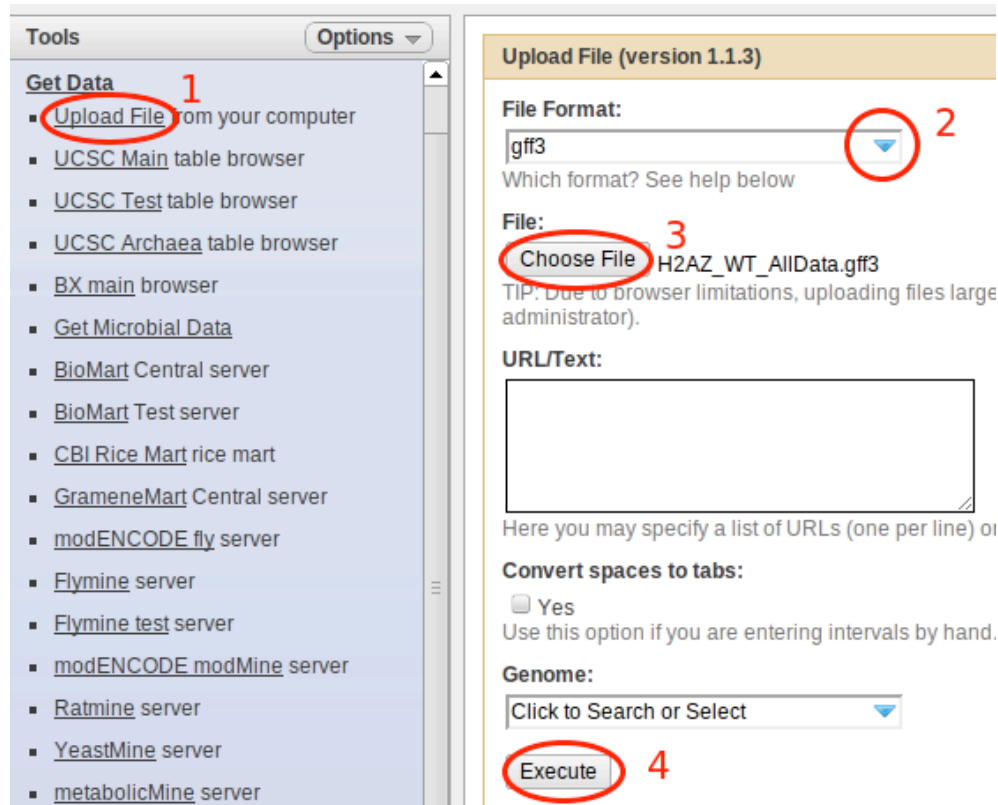 Tools
Options
Get Data
1
Upload File from your computer
UCSC Main table browser
UCSC Test table browser
UCSC Archaea table browser
BX main browser
Get Microbial Data
BioMart Central server
BioMart Test server
CBI Rice Mart rice mart
GrameneMart Central server
modENCODE fly server
Flymine server
Flymine test server
modENCODE modMine server
Ratmine server
YeastMine server
metabolicMine server
Upload File (version 1.1.3)
File Format:
gff3
2
Which format? See help below
File:
3
Choose File H2AZ_WT_AllData.gff3
TIP: Due to browser limitations, uploading files large
administrator).
URL/Text:
Here you may specify a list of URLs (one per line) or
Convert spaces to tabs:
Yes
Use this option if you are entering intervals by hand.
Genome:
Click to Search or Select
Execute
4